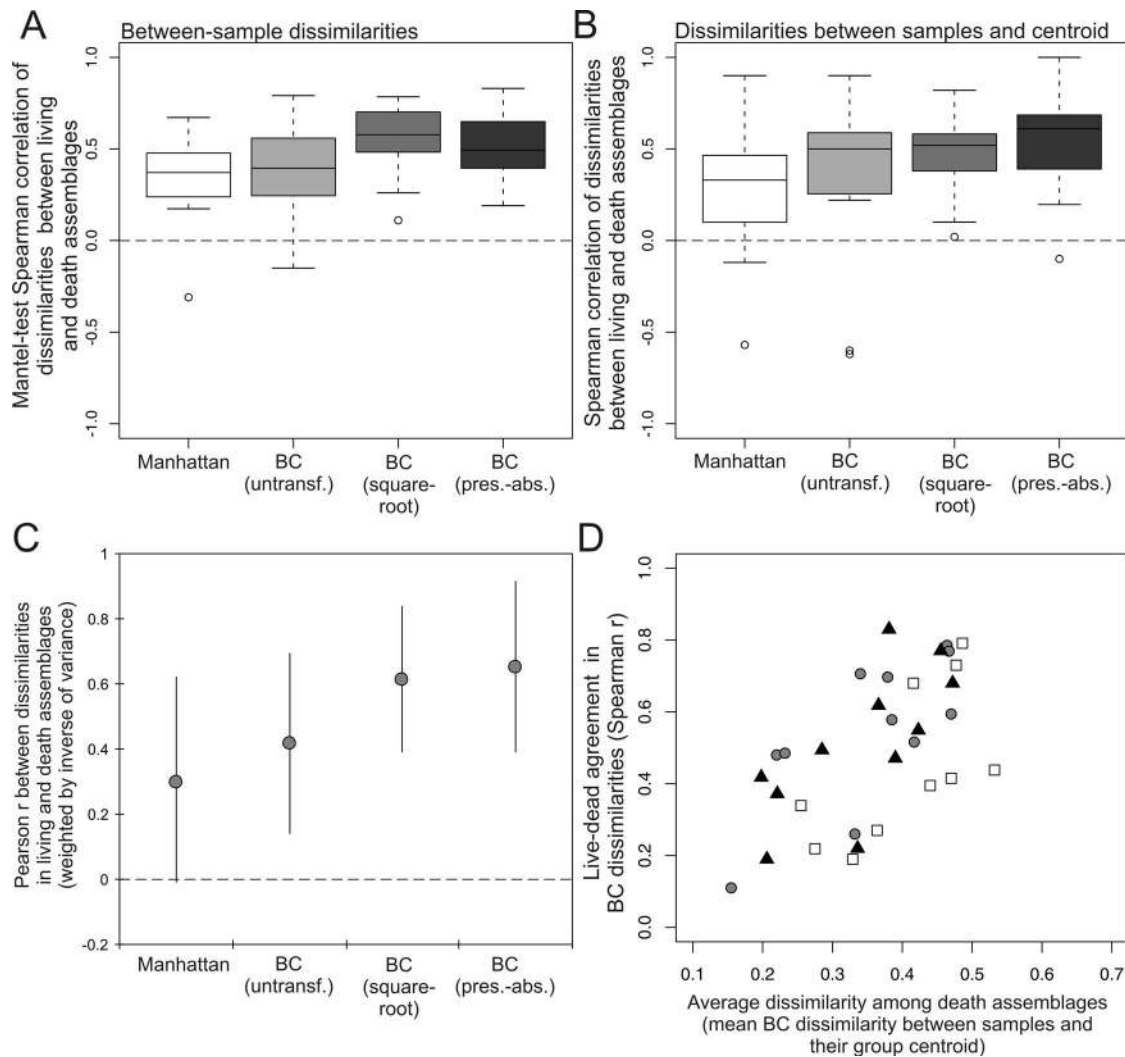 A
Between-sample dissimilarities
Mantel-test Spearman correlation of
dissimilarities between living
and death assemblages
1.0
0.5
0.0
-0.5
-1.0
Manhattan
BC
(untransf.)
BC
(square-
root)
BC
(pres.-abs.)
B
Dissimilarities between samples and centroid
Spearman correlation of dissimilarities
between living and death assemblages
1.0
0.5
0.0
-0.5
-1.0
Manhattan
BC
(untransf.)
BC
(square-
root)
BC
(pres.-abs.)
C
Pearson r between dissimilarities
in living and death assemblages
(weighted by inverse of variance)
1
0.8
0.6
0.4
0.2
0
-0.2
Manhattan
BC
(untransf.)
BC
(square-
root)
BC
(pres.-abs.)
D
Live-dead agreement in
BC dissimilarities (Spearman r)
1.0
0.8
0.6
0.4
0.2
0.0
0.1 0.2 0.3 0.4 0.5 0.6 0.7
Average dissimilarity among death assemblages
(mean BC dissimilarity between samples and
their group centroid)